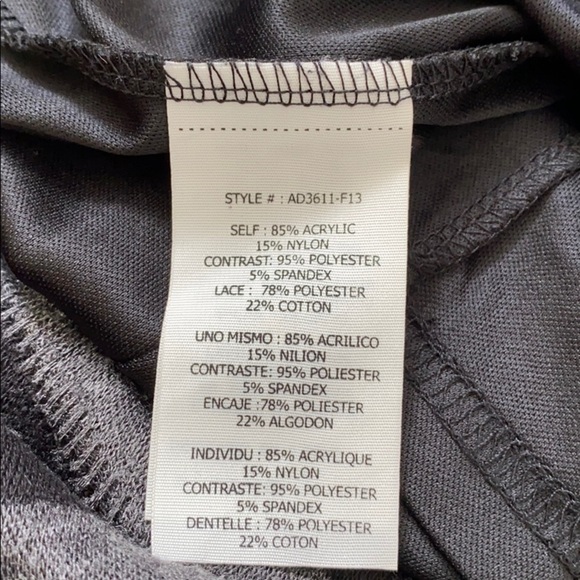 STYLE # : AD3611-F13
SELF : 85% ACRYLIC
15% NYLON
CONTRAST: 95% POLYESTER
5% SPANDEX
LACE : 78% POLYESTER
22% COTTON
UNO MISMO : 85% ACRILICO
15% NILION
CONTRASTE: 95% POLIESTER
5% SPANDEX
ENCAJE :78% POLIESTER
22% ALGODON
INDIVIDU : 85% ACRYLIQUE
15% NYLON
CONTRASTE: 95% POLYESTER
5% SPANDEX
DENTELLE : 78% POLYESTER
22% COTON